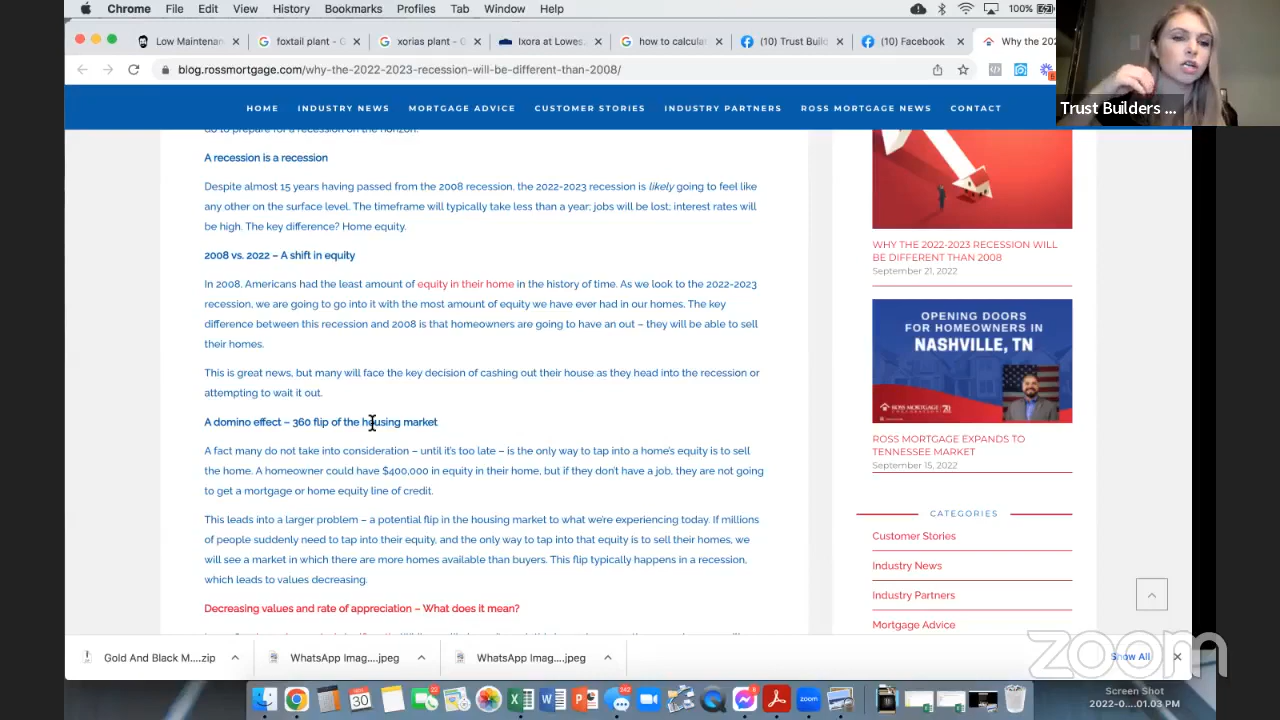 Chrome File Edit View History Bookmarks Profiles Tab Window Help 100%
Low Maintenan foxtail plant - G xorias plant - G Ixora at Lowes. how to calculat (10) Trust Build (10) Facebook Why the 202
blog.rossmortgage.com/why-the-2022-2023-recession-will-be-different-than-2008/
Trust Builders ...
HOME INDUSTRY NEWS MORTGAGE ADVICE CUSTOMER STORIES INDUSTRY PARTNERS ROSS MORTGAGE NEWS CONTACT
go to prepare for a recession on the horizon.
A recession is a recession
Despite almost 15 years having passed from the 2008 recession, the 2022-2023 recession is likely going to feel like
any other on the surface level. The timeframe will typically take less than a year; jobs will be lost; interest rates will
be high. The key difference? Home equity.
2008 vs. 2022 – A shift in equity
In 2008, Americans had the least amount of equity in their home in the history of time. As we look to the 2022-2023
recession, we are going to go into it with the most amount of equity we have ever had in our homes. The key
difference between this recession and 2008 is that homeowners are going to have an out – they will be able to sell
their homes.
This is great news, but many will face the key decision of cashing out their house as they head into the recession or
attempting to wait it out.
A domino effect – 360 flip of the housing market
A fact many do not take into consideration – until it's too late – is the only way to tap into a home's equity is to sell
the home. A homeowner could have $400,000 in equity in their home, but if they don't have a job, they are not going
to get a mortgage or home equity line of credit.
This leads into a larger problem – a potential flip in the housing market to what we're experiencing today. If millions
of people suddenly need to tap into their equity, and the only way to tap into that equity is to sell their homes, we
will see a market in which there are more homes available than buyers. This flip typically happens in a recession,
which leads to values decreasing.
Decreasing values and rate of appreciation – What does it mean?
WHY THE 2022-2023 RECESSION WILL
BE DIFFERENT THAN 2008
September 21, 2022
OPENING DOORS
FOR HOMEOWNERS IN
NASHVILLE, TN
ROSS MORTGAGE
ROSS MORTGAGE EXPANDS TO
TENNESSEE MARKET
September 15, 2022
CATEGORIES
Customer Stories
Industry News
Industry Partners
Mortgage Advice
zoom
Gold And Black M....zip WhatsApp Imag....jpeg WhatsApp Imag....jpeg Show All
30
Screen Shot
2022-0....01.03 PM